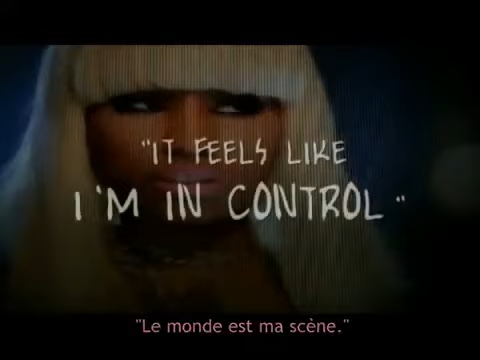 "IT FEELS LIKE
I'M IN CONTROL"
"Le monde est ma scène."